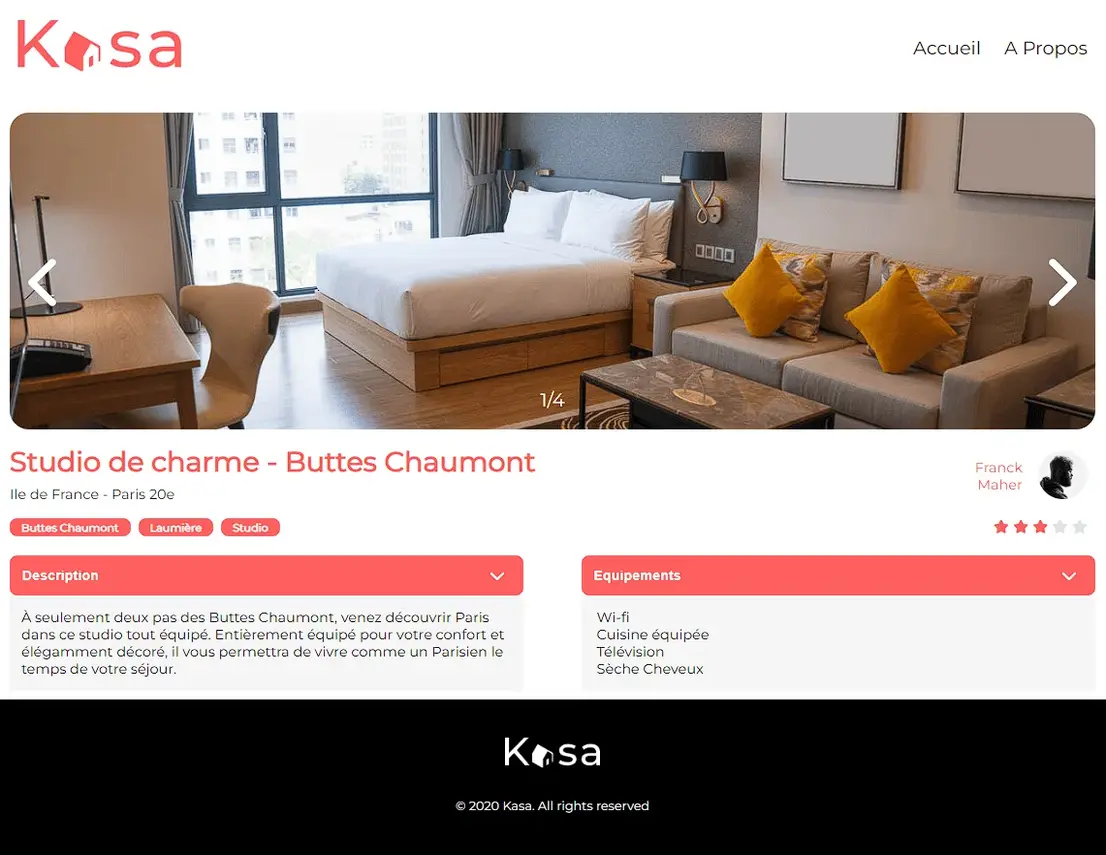 Kasa
Accueil A Propos
1/4
Studio de charme - Buttes Chaumont
Ile de France - Paris 20e
Franck
Maher
Buttes Chaumont Laumière Studio
Description
À seulement deux pas des Buttes Chaumont, venez découvrir Paris
dans ce studio tout équipé. Entièrement équipé pour votre confort et
élégamment décoré, il vous permettra de vivre comme un Parisien le
temps de votre séjour.
Equipements
Wi-fi
Cuisine équipée
Télévision
Sèche Cheveux
Kasa
© 2020 Kasa. All rights reserved